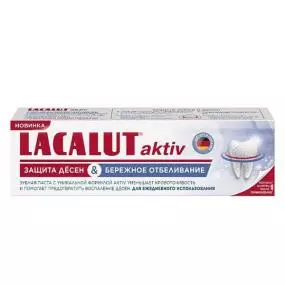 НОВИНКА
LACALUT aktiv
ЗАЩИТА ДЁСЕН & БЕРЕЖНОЕ ОТБЕЛИВАНИЕ
ЗУБНАЯ ПАСТА С УНИКАЛЬНОЙ ФОРМУЛОЙ AKTIV УМЕНЬШАЕТ КРОВОТОЧИВОСТЬ
И ПОМОГАЕТ ПРЕДОТВРАТИТЬ ВОСПАЛЕНИЕ ДЁСЕН. ДЛЯ ЕЖЕДНЕВНОГО ИСПОЛЬЗОВАНИЯ